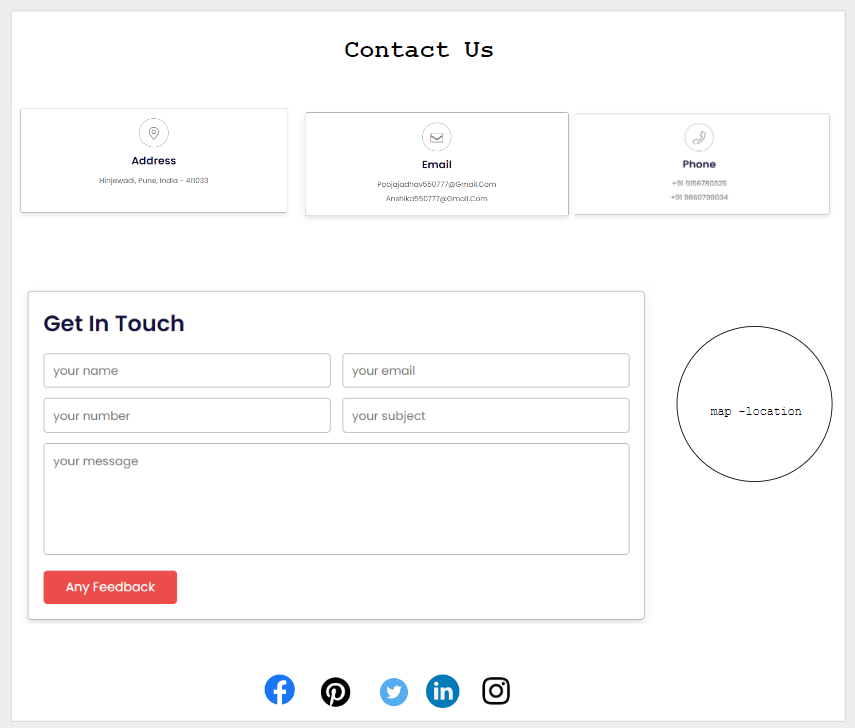 Contact Us
Address
Hinjewadi, Pune, India - 411033
Email
Poojajadhav550777@Gmail.Com
Anshika550777@Gmail.Com
Phone
+91 9156780325
+91 9860799034
Get In Touch
your name
your email
your number
your subject
your message
Any Feedback
map -location